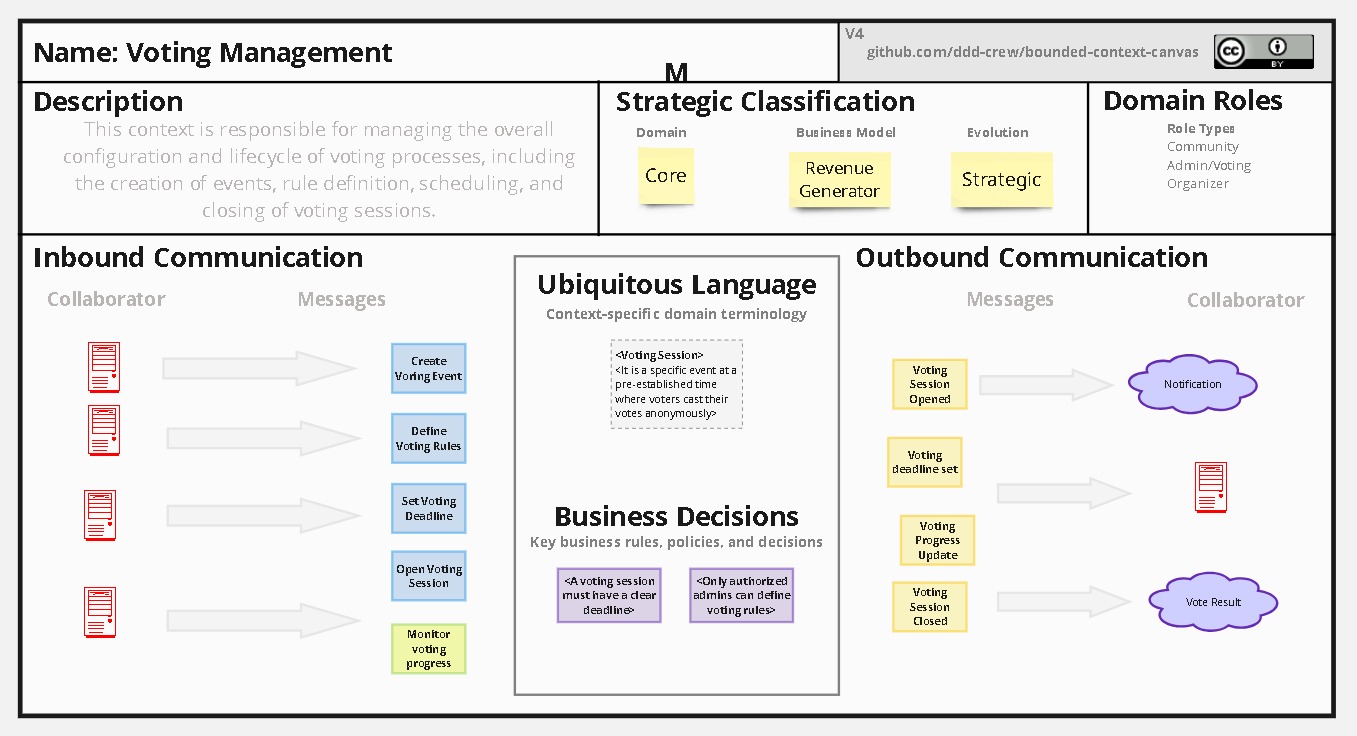 Name: Voting Management
M
V4
github.com/ddd-crew/bounded-context-canvas
cc
BY
Description
This context is responsible for managing the overall
configuration and lifecycle of voting processes, including
the creation of events, rule definition, scheduling, and
closing of voting sessions.
Strategic Classification
Domain
Business Model
Evolution
Core
Revenue
Generator
Strategic
Domain Roles
Role Types
Community
Admin/Voting
Organizer
Inbound Communication
Collaborator
Messages
Create
Voring Event
Define
Voting Rules
Set Voting
Deadline
Open Voting
Session
Monitor
voting
progress
Ubiquitous Language
Context-specific domain terminology
<Voting Session>
<It is a specific event at a
pre-established time
where voters cast their
votes anonymously>
Business Decisions
Key business rules, policies, and decisions
<A voting session
must have a clear
deadline>
<Only authorized
admins can define
voting rules>
Outbound Communication
Messages
Collaborator
Voting
Session
Opened
Notification
Voting
deadline set
Voting
Progress
Update
Voting
Session
Closed
Vote Result